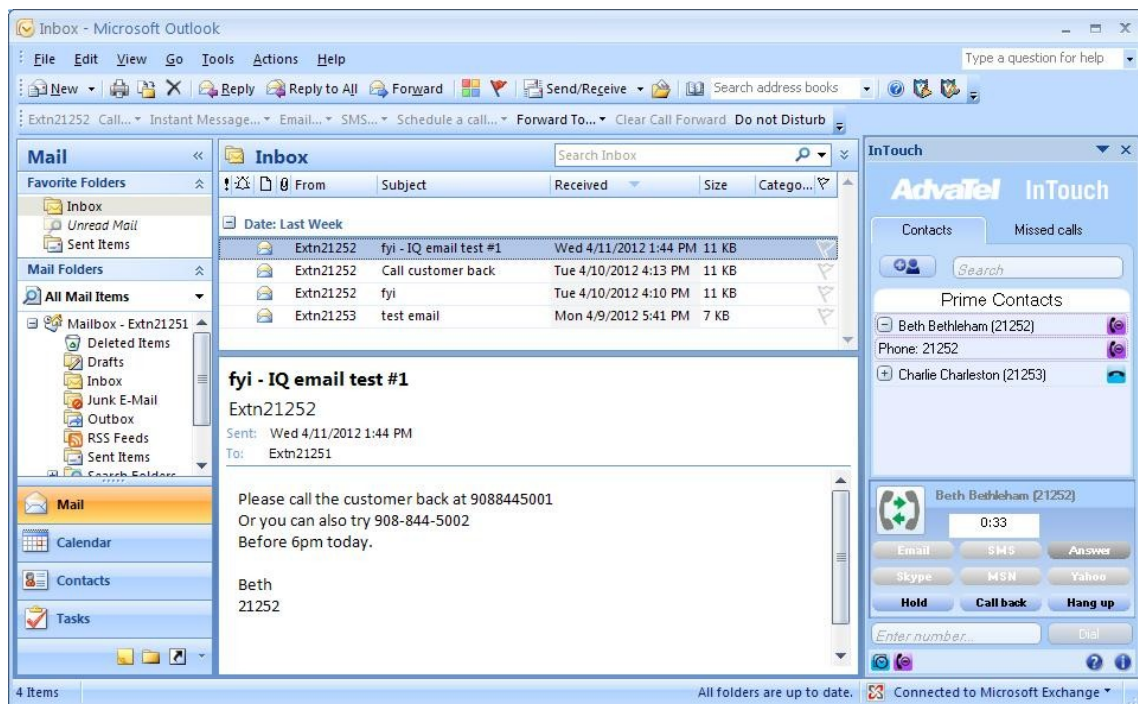 Inbox - Microsoft Outlook
File Edit View Go Tools Actions Help Type a question for help
New Reply Reply to All Forward Send/Receive Search address books
Extn21252 Call... Instant Message... Email... SMS... Schedule a call... Forward To... Clear Call Forward Do not Disturb
Mail
Favorite Folders
Inbox
Unread Mail
Sent Items
Mail Folders
All Mail Items
Mailbox - Extn21251
Deleted Items
Drafts
Inbox
Junk E-Mail
Outbox
RSS Feeds
Sent Items
Search Folders
Mail
Calendar
Contacts
Tasks
Inbox Search Inbox
From Subject Received Size Catego...
Date: Last Week
Extn21252 fyi - IQ email test #1 Wed 4/11/2012 1:44 PM 11 KB
Extn21252 Call customer back Tue 4/10/2012 4:13 PM 11 KB
Extn21252 fyi Tue 4/10/2012 4:10 PM 11 KB
Extn21253 test email Mon 4/9/2012 5:41 PM 7 KB
fyi - IQ email test #1
Extn21252
Sent: Wed 4/11/2012 1:44 PM
To: Extn21251
Please call the customer back at 9088445001
Or you can also try 908-844-5002
Before 6pm today.
Beth
21252
InTouch
AdvaTel InTouch
Contacts Missed calls
Search
Prime Contacts
Beth Bethleham (21252)
Phone: 21252
Charlie Charleston (21253)
Beth Bethleham (21252)
0:33
Email SMS Answer
Skype MSN Yahoo
Hold Call back Hang up
Enter number... Dial
4 Items All folders are up to date. Connected to Microsoft Exchange